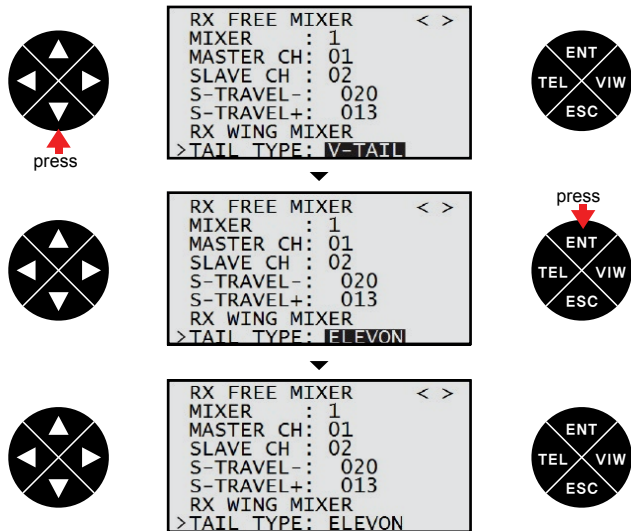 RX FREE MIXER < >
MIXER : 1
MASTER CH: 01
SLAVE CH : 02
S-TRAVEL-: 020
S-TRAVEL+: 013
RX WING MIXER
>TAIL TYPE: V-TAIL
press
ENT
TEL VIW
ESC
RX FREE MIXER < >
MIXER : 1
MASTER CH: 01
SLAVE CH : 02
S-TRAVEL-: 020
S-TRAVEL+: 013
RX WING MIXER
>TAIL TYPE: ELEVON
press
ENT
TEL VIW
ESC
RX FREE MIXER < >
MIXER : 1
MASTER CH: 01
SLAVE CH : 02
S-TRAVEL-: 020
S-TRAVEL+: 013
RX WING MIXER
>TAIL TYPE: ELEVON
ENT
TEL VIW
ESC